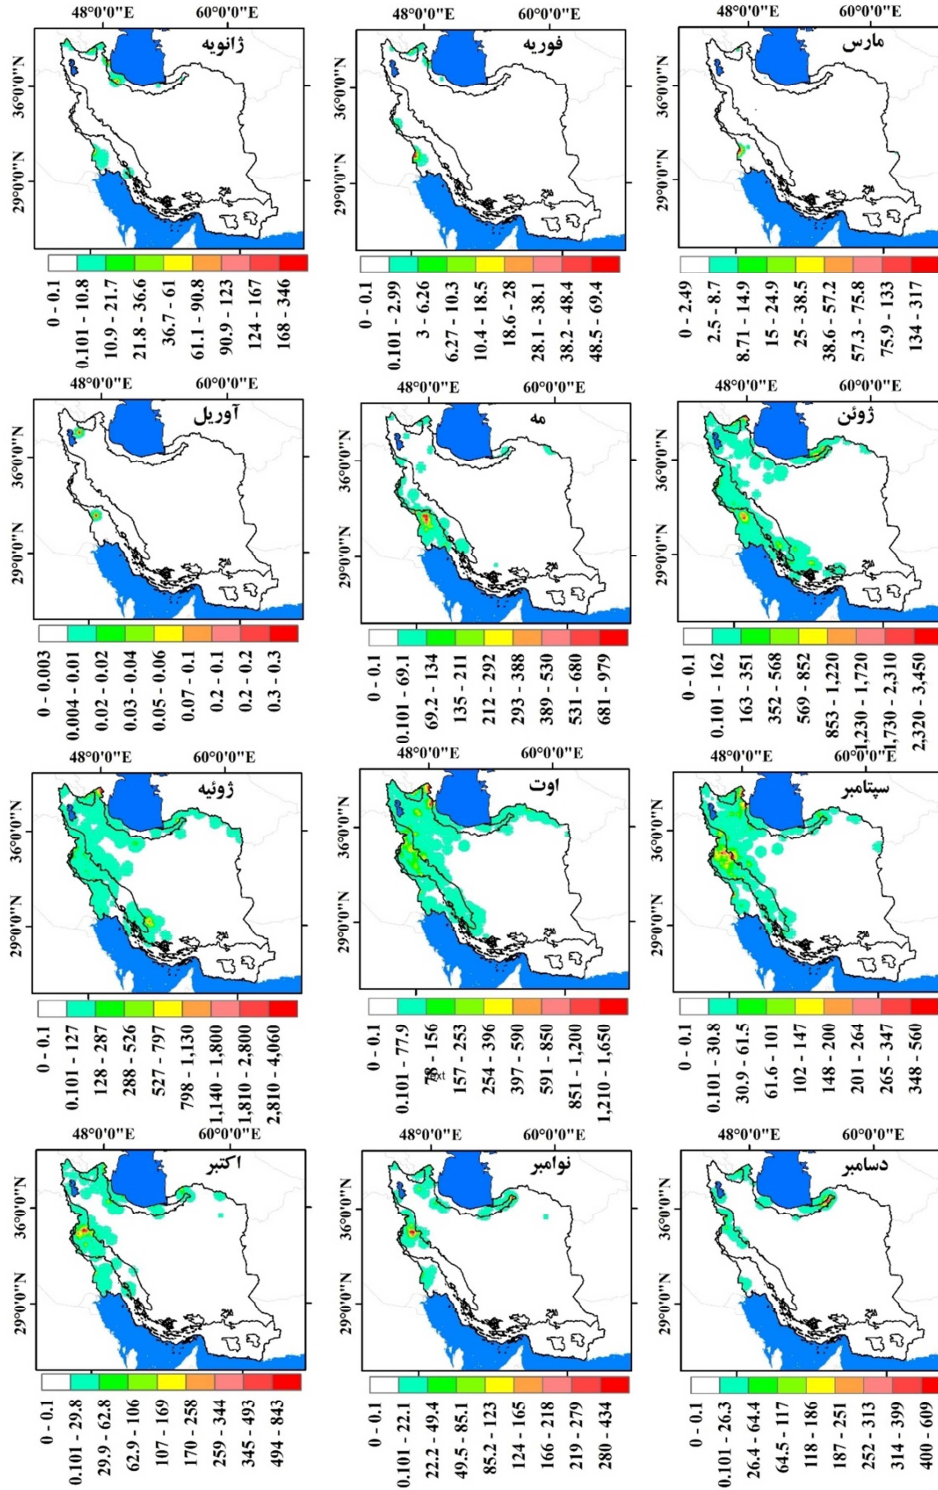 48°0'0"E 60°0'0"E
36°0'0"N
29°0'0"N
ژانویه
0 - 0.1
0.101 - 10.8
10.9 - 21.7
21.8 - 36.6
36.7 - 61
61.1 - 90.8
90.9 - 123
124 - 167
168 - 346
48°0'0"E 60°0'0"E
36°0'0"N
29°0'0"N
فوریه
0 - 0.1
0.101 - 2.99
3 - 6.26
6.27 - 10.3
10.4 - 18.5
18.6 - 28
28.1 - 38.1
38.2 - 48.4
48.5 - 69.4
48°0'0"E 60°0'0"E
36°0'0"N
29°0'0"N
مارس
0 - 2.49
2.5 - 8.7
8.71 - 14.9
15 - 24.9
25 - 38.5
38.6 - 57.2
57.3 - 75.8
75.9 - 133
134 - 317
48°0'0"E 60°0'0"E
36°0'0"N
29°0'0"N
آوریل
0 - 0.003
0.004 - 0.01
0.02 - 0.02
0.03 - 0.04
0.05 - 0.06
0.07 - 0.1
0.2 - 0.1
0.2 - 0.2
0.3 - 0.3
48°0'0"E 60°0'0"E
36°0'0"N
29°0'0"N
مه
0 - 0.1
0.101 - 69.1
69.2 - 134
135 - 211
212 - 292
293 - 388
389 - 530
531 - 680
681 - 979
48°0'0"E 60°0'0"E
36°0'0"N
29°0'0"N
ژوئن
0 - 0.1
0.101 - 162
163 - 351
352 - 568
569 - 852
853 - 1,220
1,230 - 1,720
1,730 - 2,310
2,320 - 3,450
48°0'0"E 60°0'0"E
36°0'0"N
29°0'0"N
ژوئیه
0 - 0.1
0.101 - 127
128 - 287
288 - 526
527 - 797
798 - 1,130
1,140 - 1,800
1,810 - 2,800
2,810 - 4,060
48°0'0"E 60°0'0"E
36°0'0"N
29°0'0"N
اوت
0 - 0.1
0.101 - 77.9
78 - 156
157 - 253
254 - 396
397 - 590
591 - 850
851 - 1,200
1,210 - 1,650
48°0'0"E 60°0'0"E
36°0'0"N
29°0'0"N
سپتامبر
0 - 0.1
0.101 - 30.8
30.9 - 61.5
61.6 - 101
102 - 147
148 - 200
201 - 264
265 - 347
348 - 560
48°0'0"E 60°0'0"E
36°0'0"N
29°0'0"N
اکتبر
0 - 0.1
0.101 - 29.8
29.9 - 62.8
62.9 - 106
107 - 169
170 - 258
259 - 344
345 - 493
494 - 843
48°0'0"E 60°0'0"E
36°0'0"N
29°0'0"N
نوامبر
0 - 0.1
0.101 - 22.1
22.2 - 49.4
49.5 - 85.1
85.2 - 123
124 - 165
166 - 218
219 - 279
280 - 434
48°0'0"E 60°0'0"E
36°0'0"N
29°0'0"N
دسامبر
0 - 0.1
0.101 - 26.3
26.4 - 64.4
64.5 - 117
118 - 186
187 - 251
252 - 313
314 - 399
400 - 609